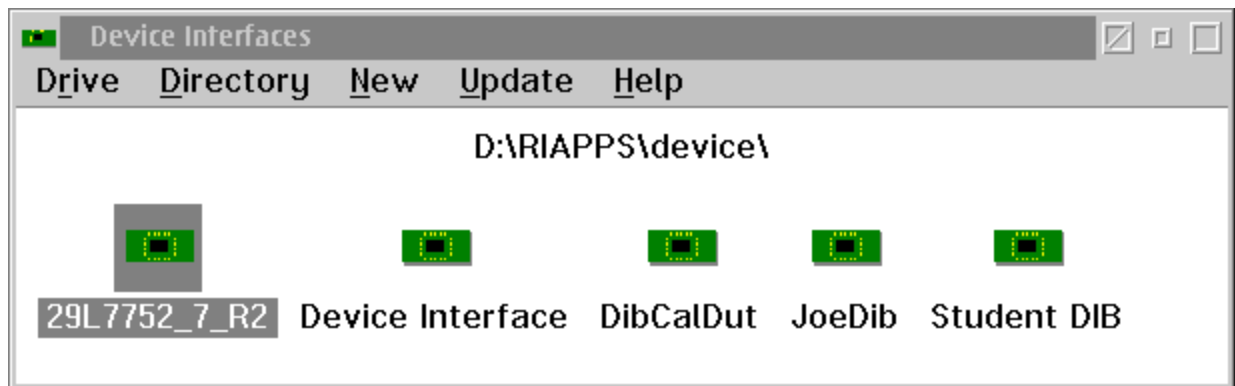 Device Interfaces
Drive Directory New Update Help
D:\RIAPPS\device\
29L7752_7_R2 Device Interface DibCalDut JoeDib Student DIB